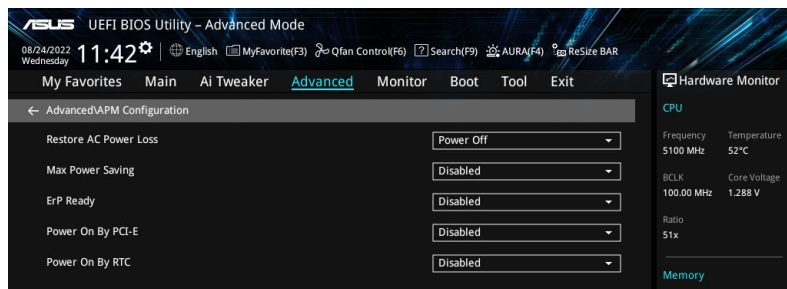 ASUS UEFI BIOS Utility – Advanced Mode
08/24/2022 Wednesday 11:42 English MyFavorite(F3) Qfan Control(F6) ? Search(F9) AURA(F4) ReSize BAR
My Favorites Main Ai Tweaker Advanced Monitor Boot Tool Exit
Hardware Monitor
← Advanced\APM Configuration
Restore AC Power Loss Power Off
Max Power Saving Disabled
ErP Ready Disabled
Power On By PCI-E Disabled
Power On By RTC Disabled
CPU
Frequency Temperature
5100 MHz 52°C
BCLK Core Voltage
100.00 MHz 1.288 V
Ratio
51x
Memory